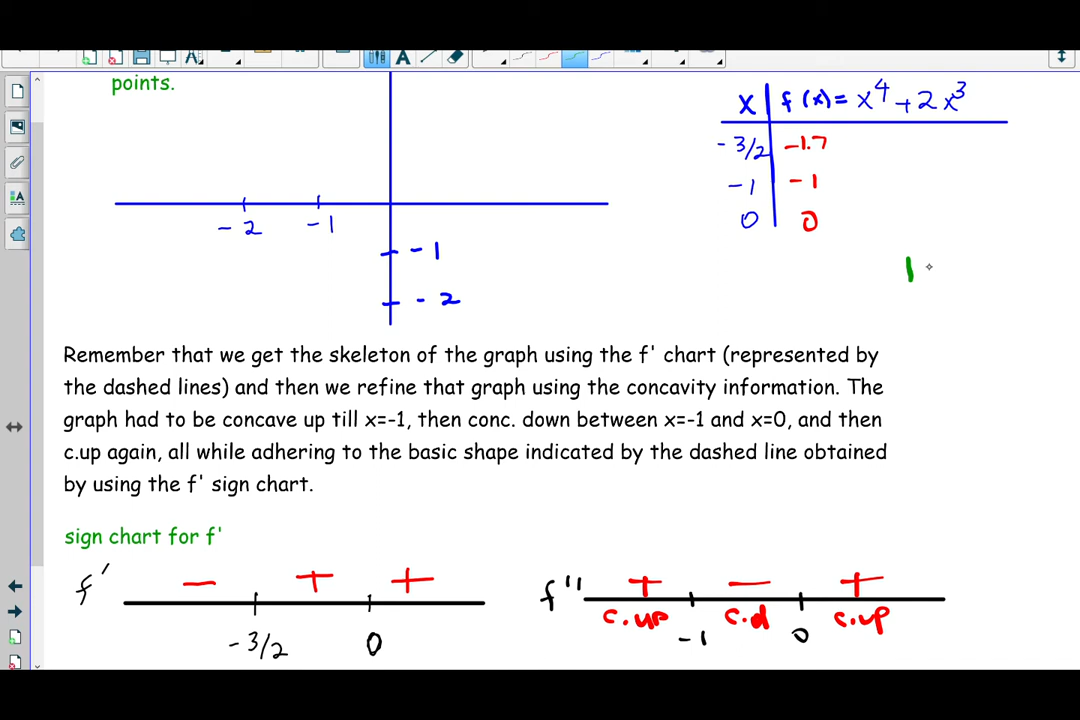 points.
x | f(x) = x⁴ + 2x³
-3/2 | -1.7
-1 | -1
0 | 0
-2 -1
-1
-2
1
Remember that we get the skeleton of the graph using the f' chart (represented by
the dashed lines) and then we refine that graph using the concavity information. The
graph had to be concave up till x=-1, then conc. down between x=-1 and x=0, and then
c.up again, all while adhering to the basic shape indicated by the dashed line obtained
by using the f' sign chart.
sign chart for f'
f' − + +
-3/2 0
f'' + − +
c.up c.d c.up
-1 0